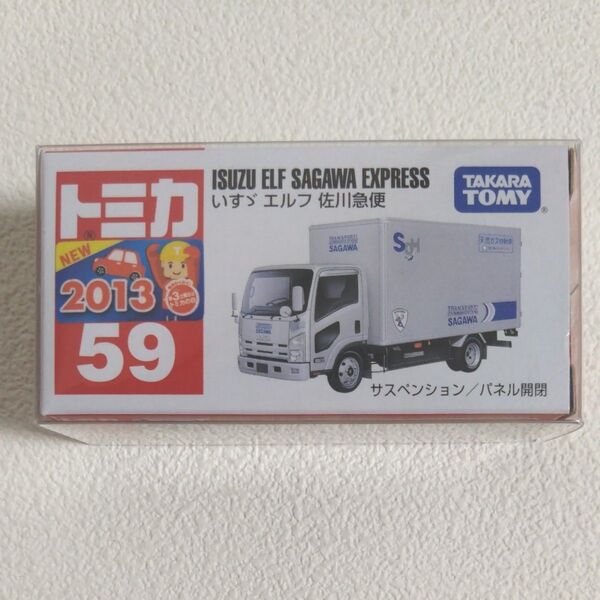 トミカ
NEW
2013
59
ISUZU ELF SAGAWA EXPRESS
いすゞ エルフ 佐川急便
TAKARA
TOMY®
SAGAWA
SgH
SAGAWA
サスペンション／パネル開閉